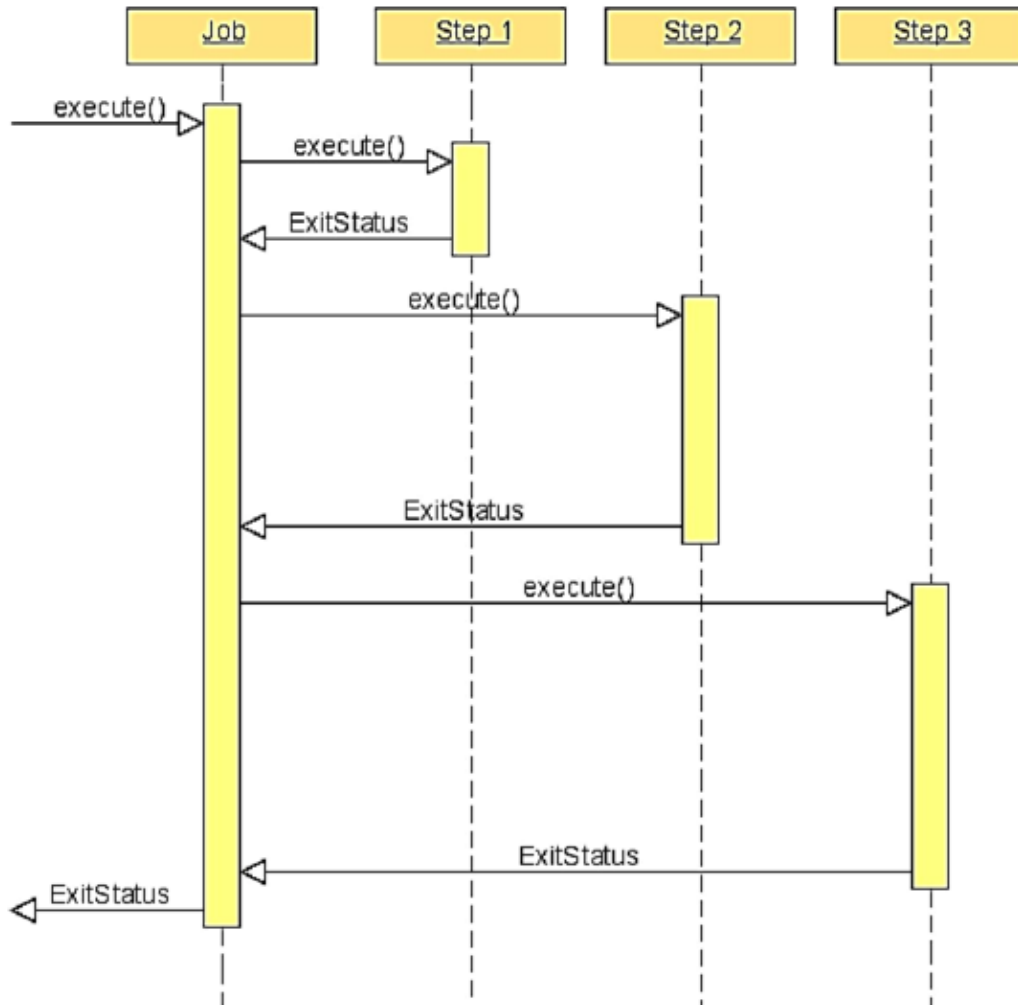 Job
Step 1
Step 2
Step 3
execute()
execute()
ExitStatus
execute()
ExitStatus
execute()
ExitStatus
ExitStatus